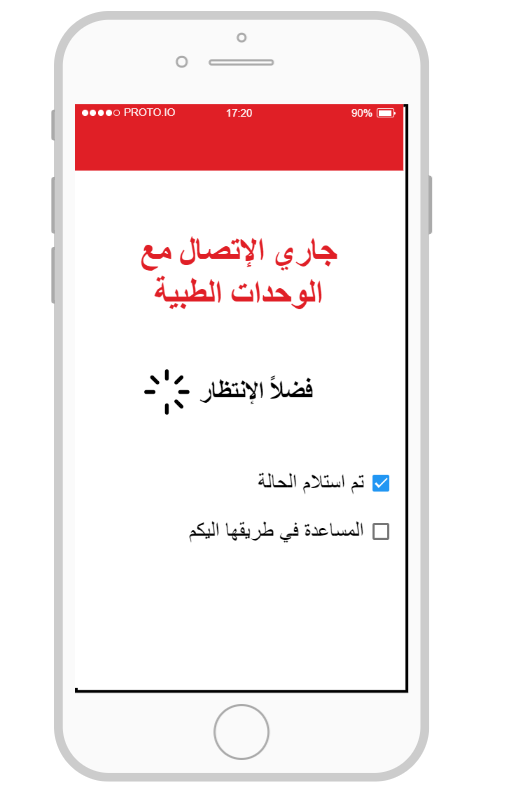 PROTO.IO 17:20 90%
جاري الإتصال مع
الوحدات الطبية
فضلاً الإنتظار
تم استلام الحالة
المساعدة في طريقها اليكم